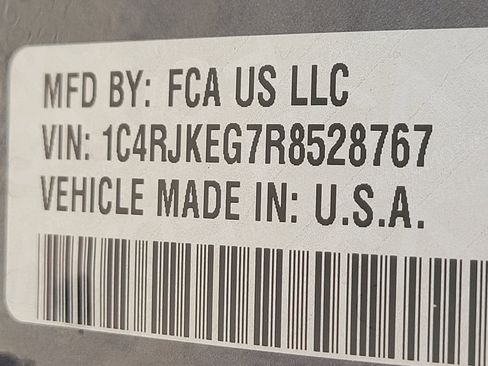 MFD BY: FCA US LLC
VIN: 1C4RJKEG7R8528767
VEHICLE MADE IN: U.S.A.